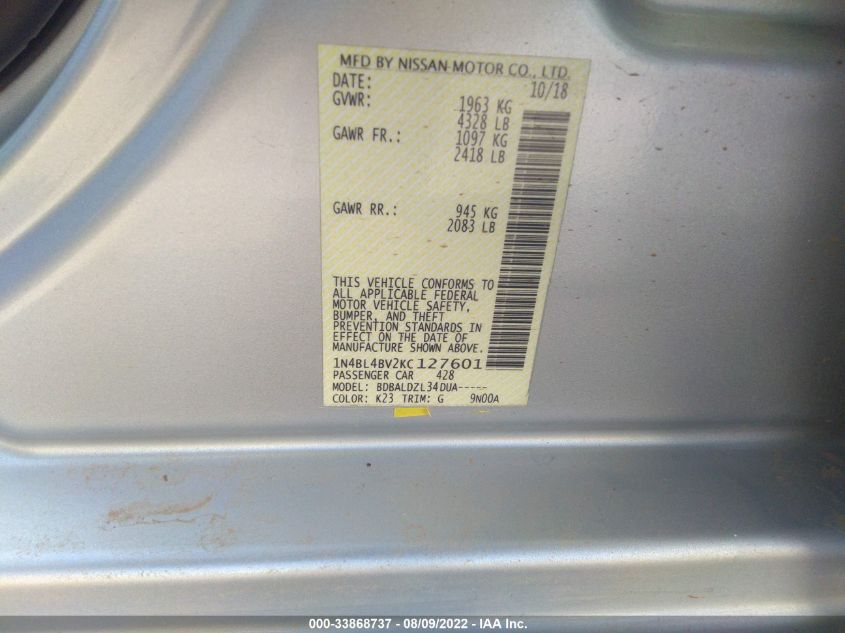 MFD BY NISSAN MOTOR CO., LTD.
DATE: 10/18
GVWR: 1963 KG
4328 LB
GAWR FR.: 1097 KG
2418 LB
GAWR RR.: 945 KG
2083 LB
THIS VEHICLE CONFORMS TO
ALL APPLICABLE FEDERAL
MOTOR VEHICLE SAFETY,
BUMPER, AND THEFT
PREVENTION STANDARDS IN
EFFECT ON THE DATE OF
MANUFACTURE SHOWN ABOVE.
1N4BL4BV2KC127601
PASSENGER CAR 428
MODEL: BDBALDZL34DUA-----
COLOR: K23 TRIM: G 9N00A
000-33868737 - 08/09/2022 - IAA Inc.